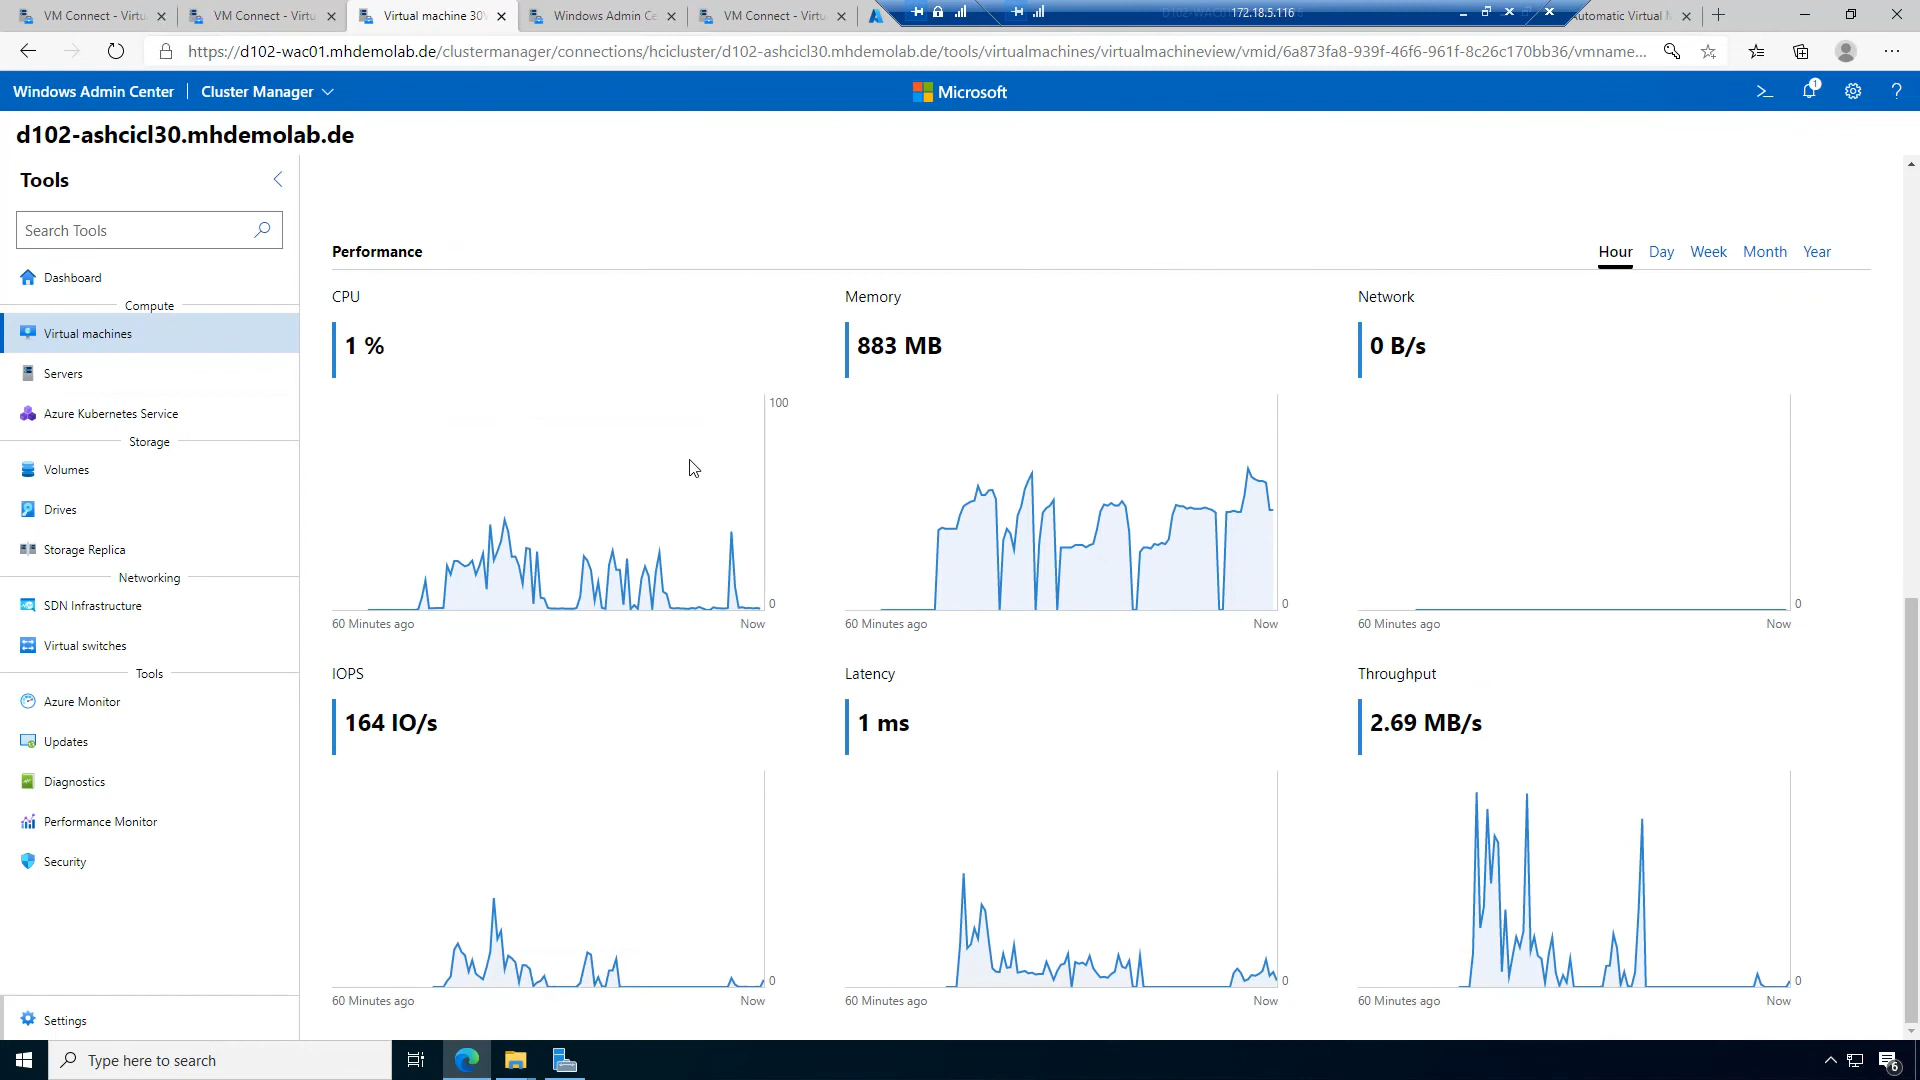 VM Connect - Virtu
VM Connect - Virtu
Virtual machine 30V
Windows Admin Ce
VM Connect - Virtu
172.18.5.116
Automatic Virtual M
https://d102-wac01.mhdemolab.de/clustermanager/connections/hcicluster/d102-ashcicl30.mhdemolab.de/tools/virtualmachines/virtualmachineview/vmid/6a873fa8-939f-46f6-961f-8c26c170bb36/vmname...
Windows Admin Center
Cluster Manager
Microsoft
1
?
d102-ashcicl30.mhdemolab.de
Tools
Search Tools
Dashboard
Compute
Virtual machines
Servers
Azure Kubernetes Service
Storage
Volumes
Drives
Storage Replica
Networking
SDN Infrastructure
Virtual switches
Tools
Azure Monitor
Updates
Diagnostics
Performance Monitor
Security
Settings
Performance
Hour Day Week Month Year
CPU
1 %
100
0
60 Minutes ago
Now
Memory
883 MB
0
60 Minutes ago
Now
Network
0 B/s
0
60 Minutes ago
Now
IOPS
164 IO/s
0
60 Minutes ago
Now
Latency
1 ms
0
60 Minutes ago
Now
Throughput
2.69 MB/s
0
60 Minutes ago
Now
Type here to search
6